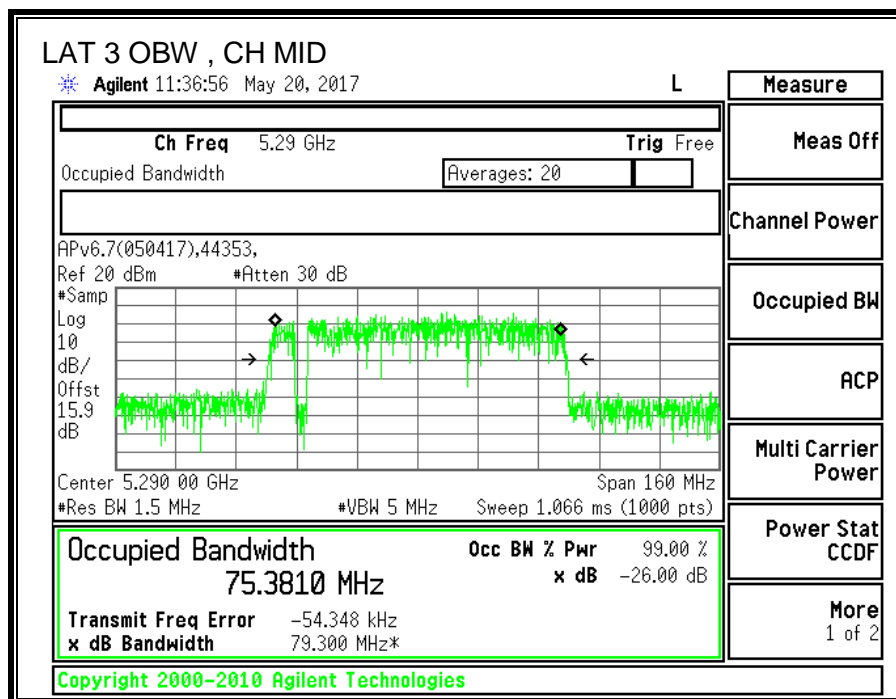 LAT 3 OBW , CH MID
Agilent 11:36:56 May 20, 2017 L
Measure
Ch Freq 5.29 GHz Trig Free
Meas Off
Occupied Bandwidth Averages: 20
Channel Power
APv6.7(050417),44353,
Ref 20 dBm #Atten 30 dB
#Samp
Log
10
dB/
Offst
15.9
dB
Occupied BW
ACP
Center 5.290 00 GHz Span 160 MHz
#Res BW 1.5 MHz #VBW 5 MHz Sweep 1.066 ms (1000 pts)
Multi Carrier
Power
Occupied Bandwidth Occ BW % Pwr 99.00 %
75.3810 MHz x dB -26.00 dB
Power Stat
CCDF
Transmit Freq Error -54.348 kHz
x dB Bandwidth 79.300 MHz*
More
1 of 2
Copyright 2000-2010 Agilent Technologies